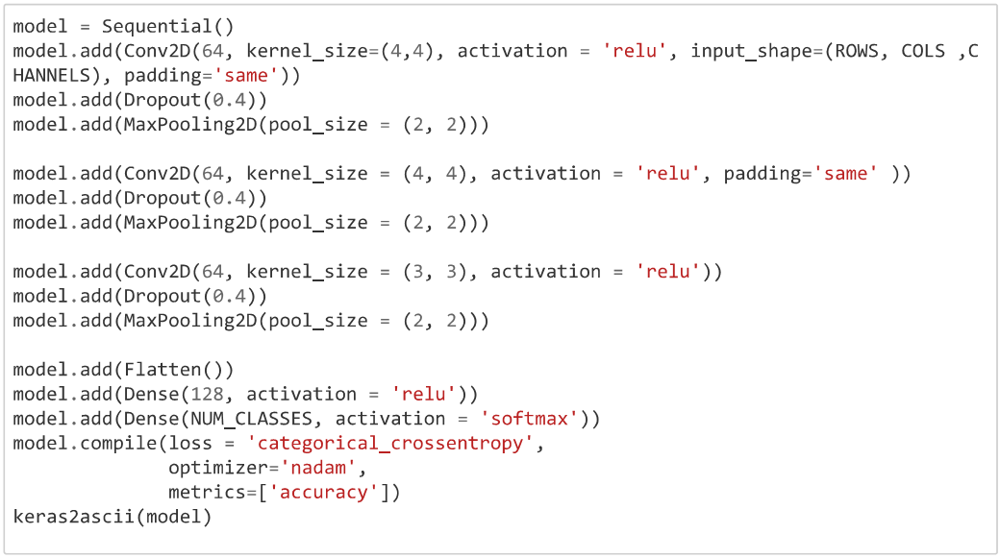 model = Sequential()
model.add(Conv2D(64, kernel_size=(4,4), activation = 'relu', input_shape=(ROWS, COLS ,C
HANNELS), padding='same'))
model.add(Dropout(0.4))
model.add(MaxPooling2D(pool_size = (2, 2)))

model.add(Conv2D(64, kernel_size = (4, 4), activation = 'relu', padding='same' ))
model.add(Dropout(0.4))
model.add(MaxPooling2D(pool_size = (2, 2)))

model.add(Conv2D(64, kernel_size = (3, 3), activation = 'relu'))
model.add(Dropout(0.4))
model.add(MaxPooling2D(pool_size = (2, 2)))

model.add(Flatten())
model.add(Dense(128, activation = 'relu'))
model.add(Dense(NUM_CLASSES, activation = 'softmax'))
model.compile(loss = 'categorical_crossentropy',
              optimizer='nadam',
              metrics=['accuracy'])
keras2ascii(model)